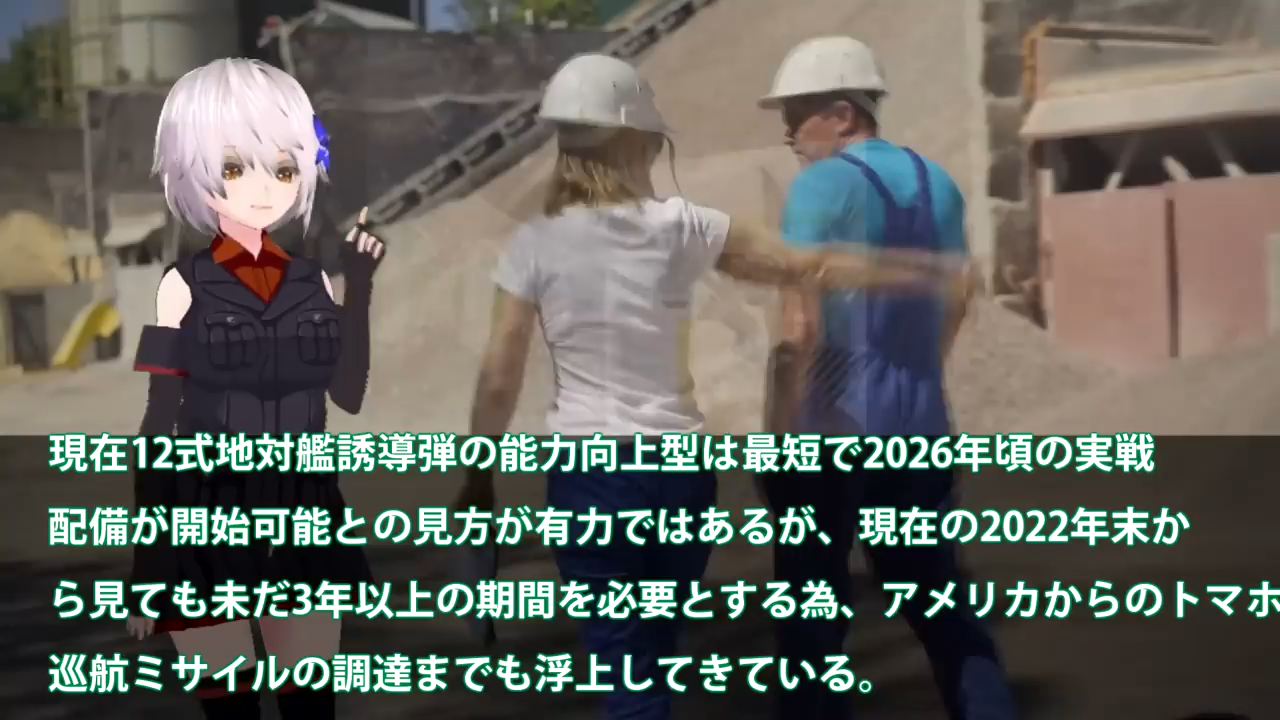 現在12式地対艦誘導弾の能力向上型は最短で2026年頃の実戦
配備が開始可能との見方が有力ではあるが、現在の2022年末か
ら見ても未だ3年以上の期間を必要とする為、アメリカからのトマホ
巡航ミサイルの調達までも浮上してきている。